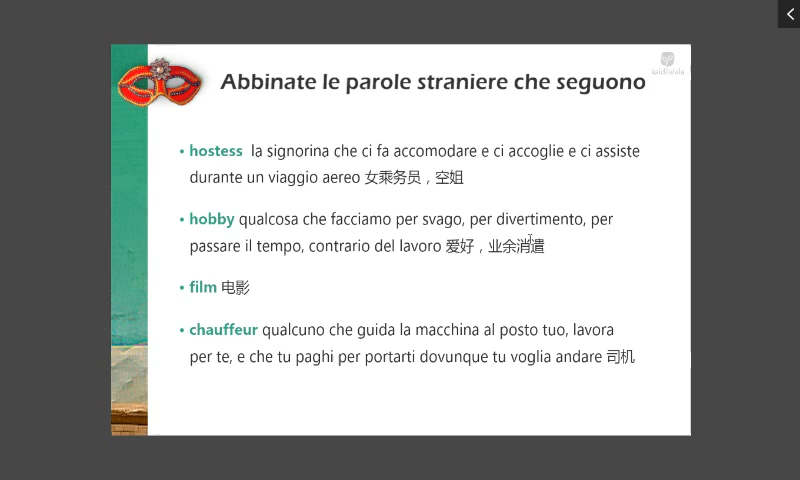 Abbinate le parole straniere che seguono
• hostess la signorina che ci fa accomodare e ci accoglie e ci assiste
durante un viaggio aereo 女乘务员，空姐
• hobby qualcosa che facciamo per svago, per divertimento, per
passare il tempo, contrario del lavoro 爱好，业余消遣
• film 电影
• chauffeur qualcuno che guida la macchina al posto tuo, lavora
per te, e che tu paghi per portarti dovunque tu voglia andare 司机